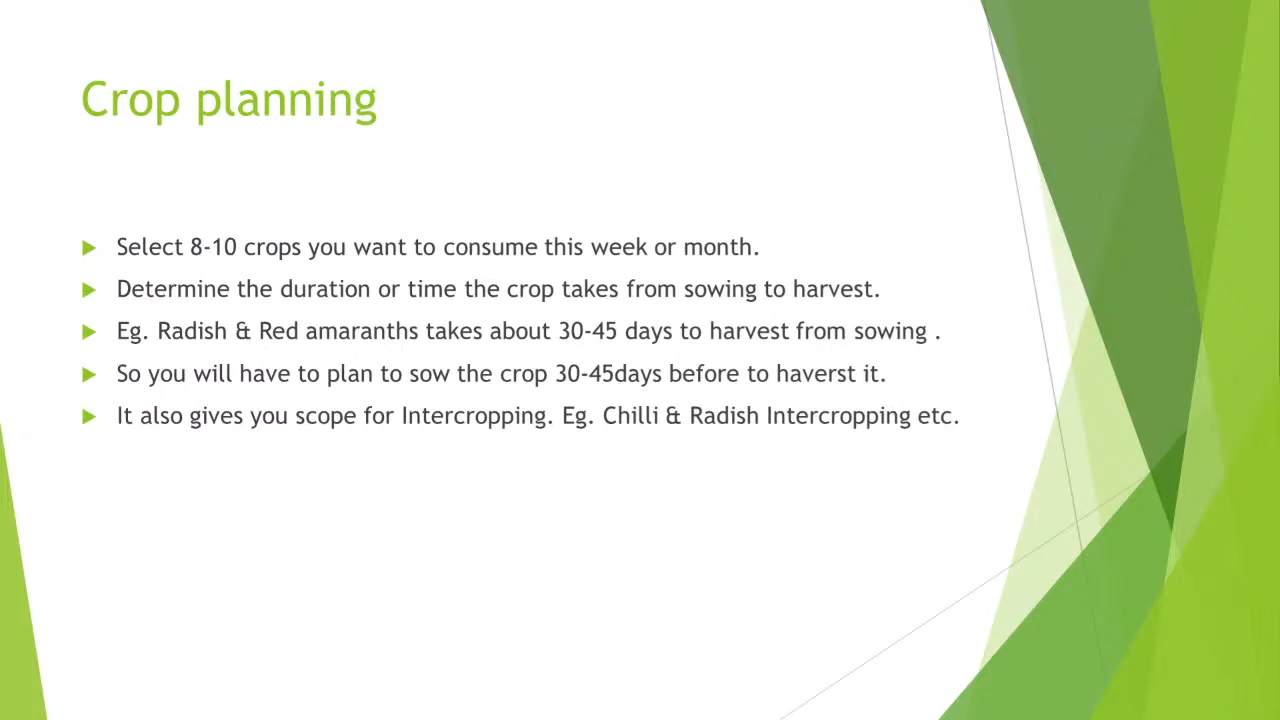 Crop planning
Select 8-10 crops you want to consume this week or month.
Determine the duration or time the crop takes from sowing to harvest.
Eg. Radish & Red amaranths takes about 30-45 days to harvest from sowing .
So you will have to plan to sow the crop 30-45days before to haverst it.
It also gives you scope for Intercropping. Eg. Chilli & Radish Intercropping etc.